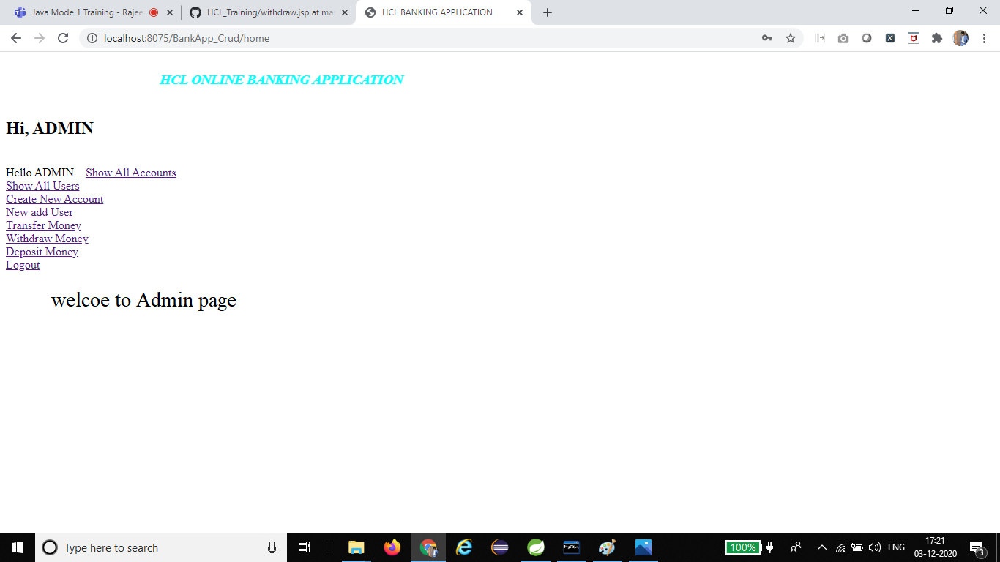 Java Mode 1 Training - Rajee
HCL_Training/withdraw.jsp at ma
HCL BANKING APPLICATION
localhost:8075/BankApp_Crud/home
HCL ONLINE BANKING APPLICATION
Hi, ADMIN
Hello ADMIN .. Show All Accounts
Show All Users
Create New Account
New add User
Transfer Money
Withdraw Money
Deposit Money
Logout
welcoe to Admin page
Type here to search
MySQL
100%
ENG
17:21
03-12-2020
3